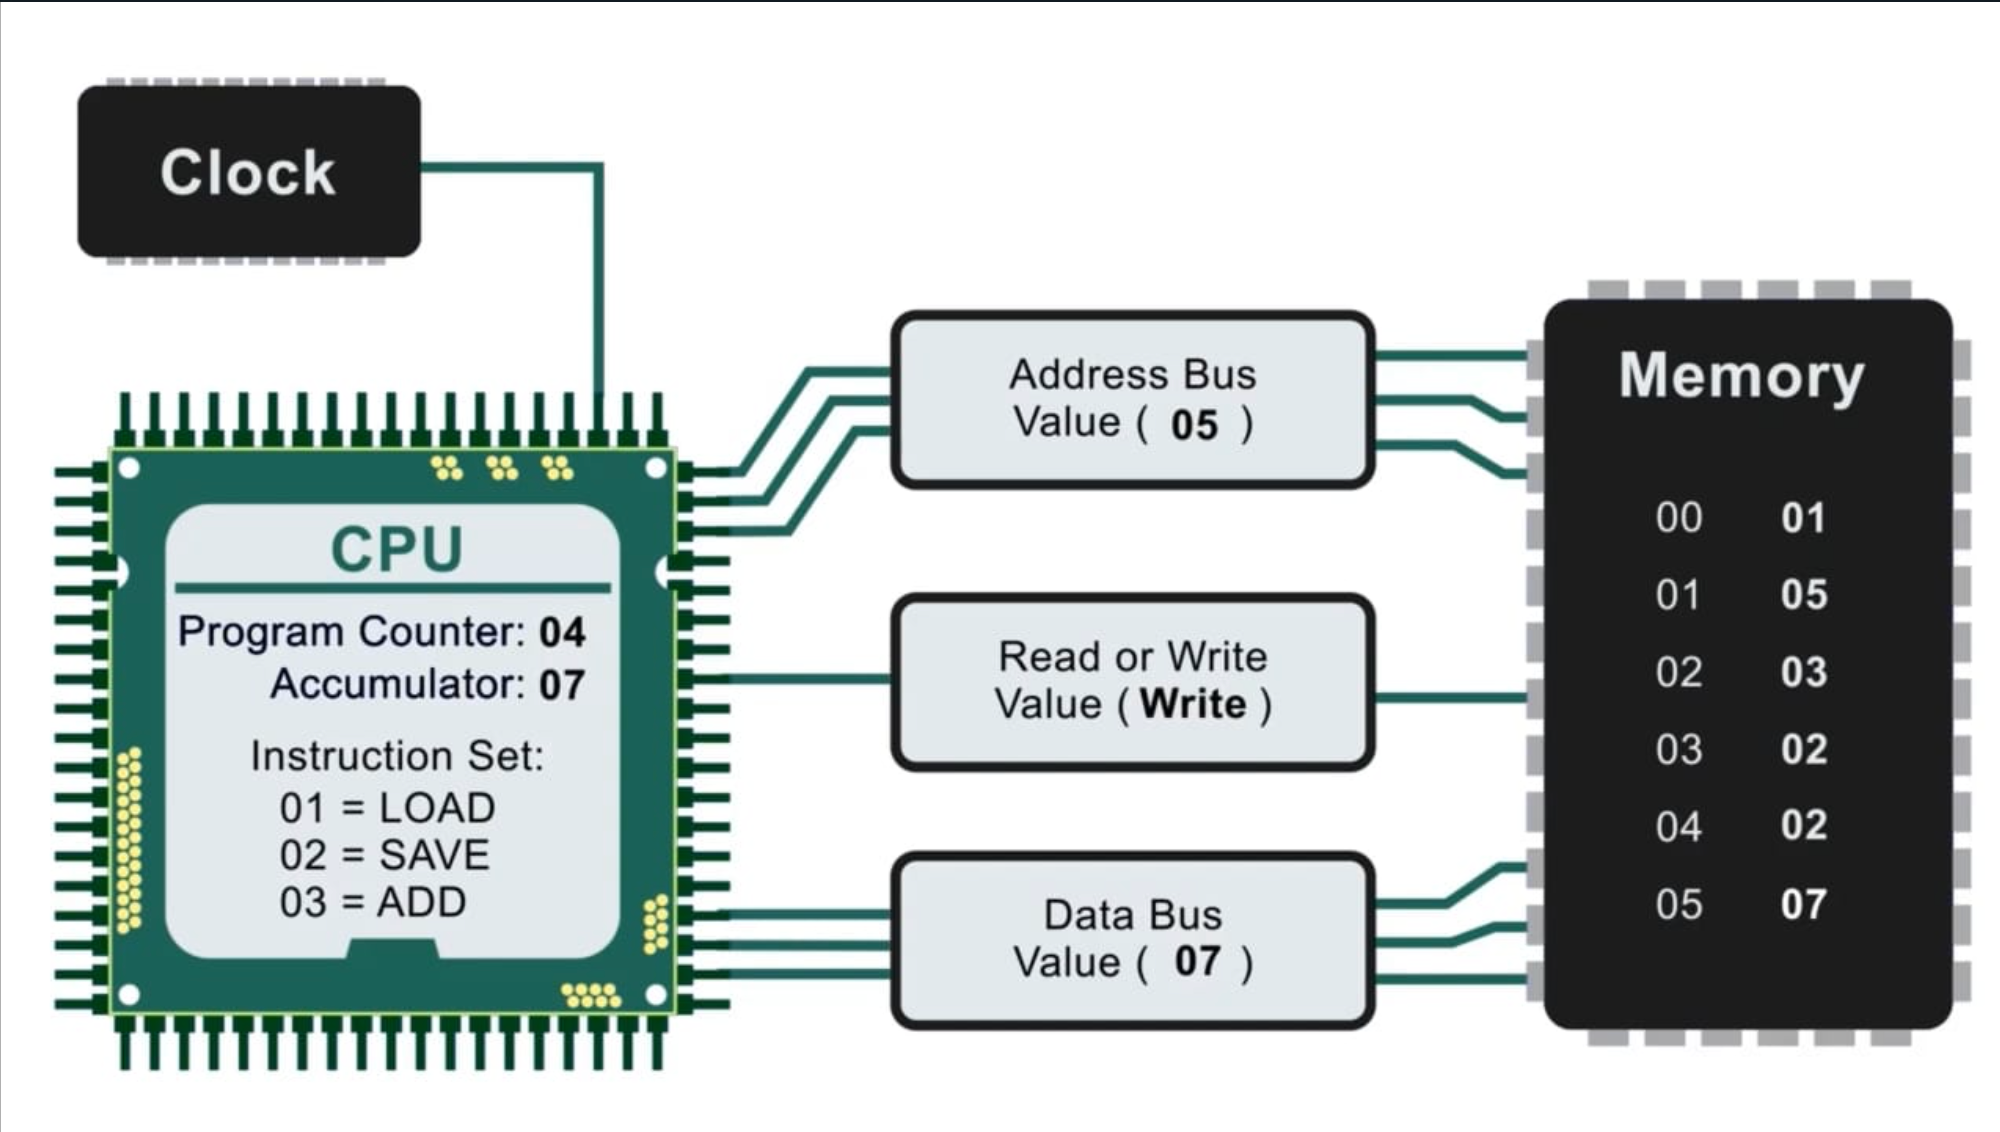 Clock
CPU
Program Counter: 04
Accumulator: 07
Instruction Set:
01 = LOAD
02 = SAVE
03 = ADD
Address Bus
Value ( 05 )
Read or Write
Value ( Write )
Data Bus
Value ( 07 )
Memory
00 01
01 05
02 03
03 02
04 02
05 07